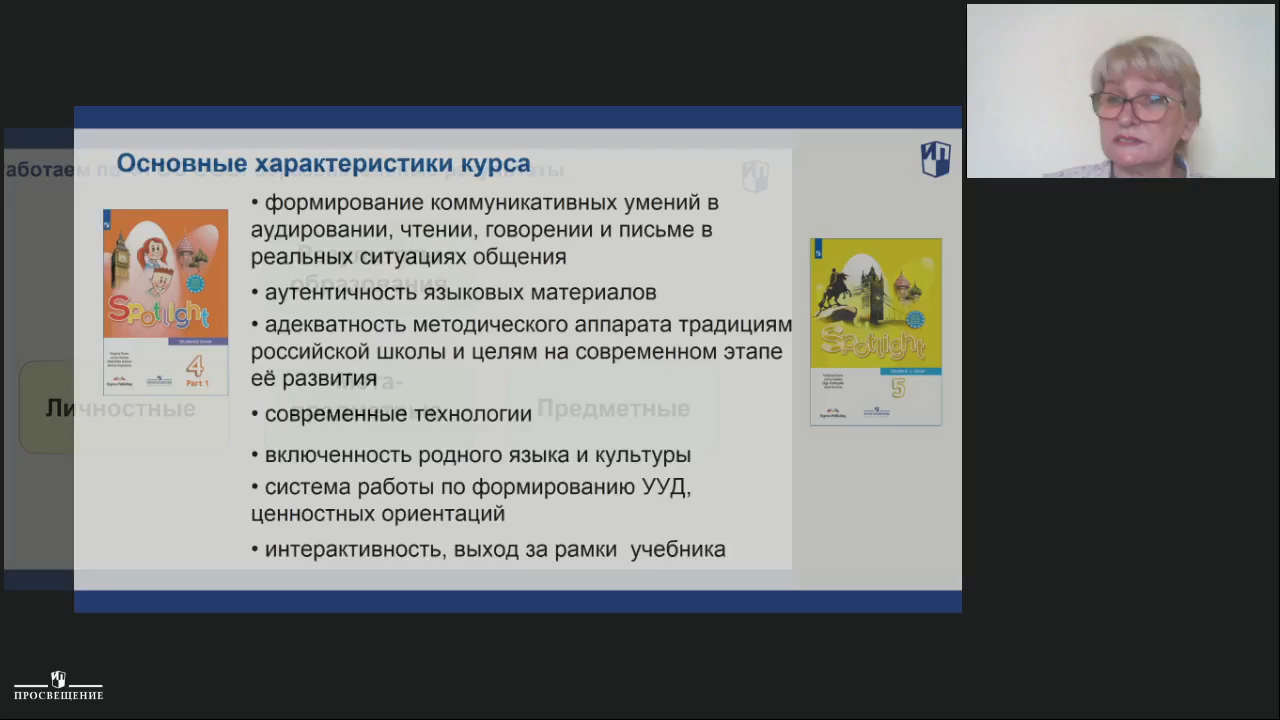 Основные характеристики курса
• формирование коммуникативных умений в
аудировании, чтении, говорении и письме в
реальных ситуациях общения
• аутентичность языковых материалов
• адекватность методического аппарата традициям
российской школы и целям на современном этапе
её развития
• современные технологии
• включенность родного языка и культуры
• система работы по формированию УУД,
ценностных ориентаций
• интерактивность, выход за рамки учебника
Spotlight
4
Part 1
Spotlight
5
Личностные
Предметные
ПРОСВЕЩЕНИЕ